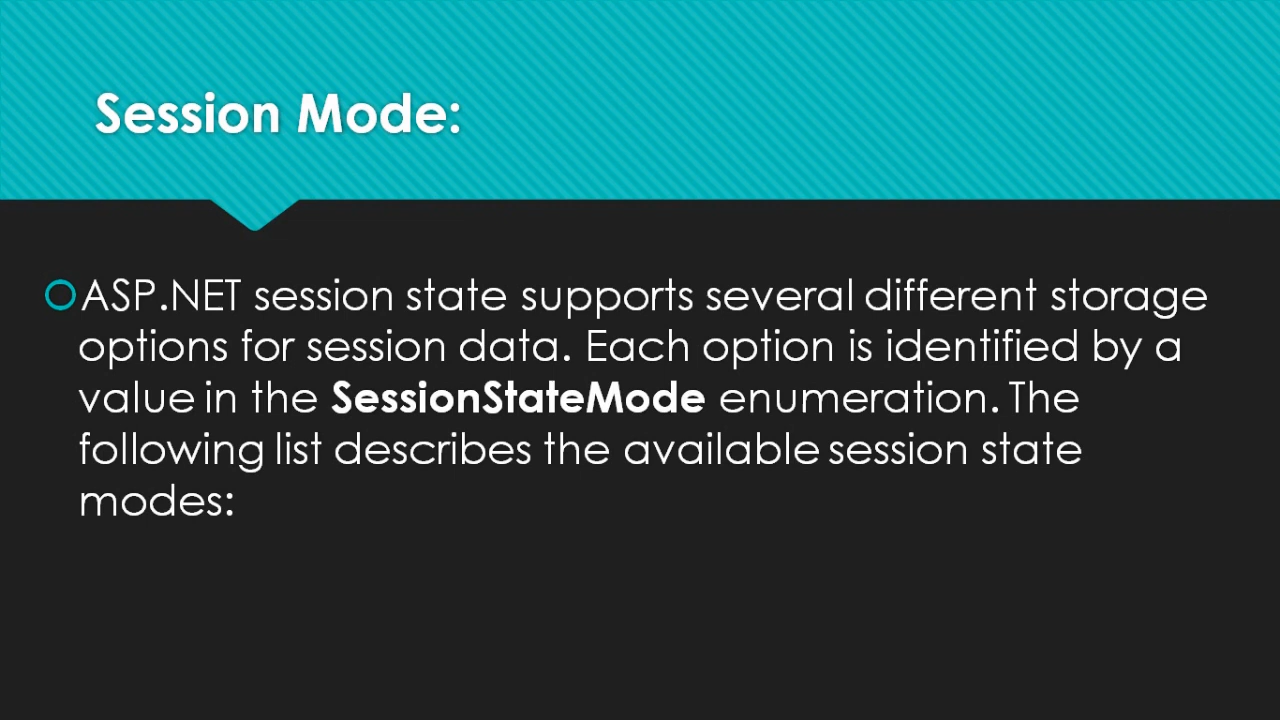 Session Mode:
ASP.NET session state supports several different storage
options for session data. Each option is identified by a
value in the SessionStateMode enumeration. The
following list describes the available session state
modes: